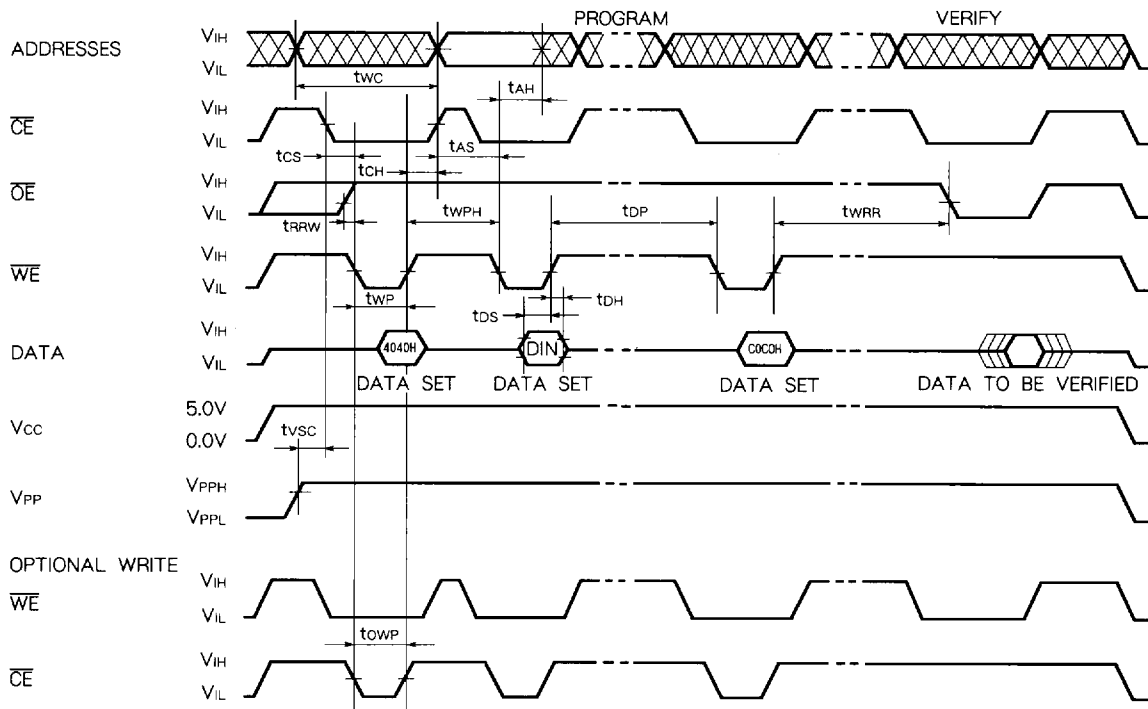 PROGRAM VERIFY
ADDRESSES VIH
VIL
tWC
tAH
CE VIH
VIL
tCS
tCH
tAS
OE VIH
VIL
tRRW
tWPH
tDP
tWRR
WE VIH
VIL
tWP
tDS
tDH
DATA VIH
VIL
4040H DIN C0C0H
DATA SET DATA SET DATA SET DATA TO BE VERIFIED
VCC 5.0V
0.0V
tVSC
VPP VPPH
VPPL
OPTIONAL WRITE
WE VIH
VIL
tOWP
CE VIH
VIL